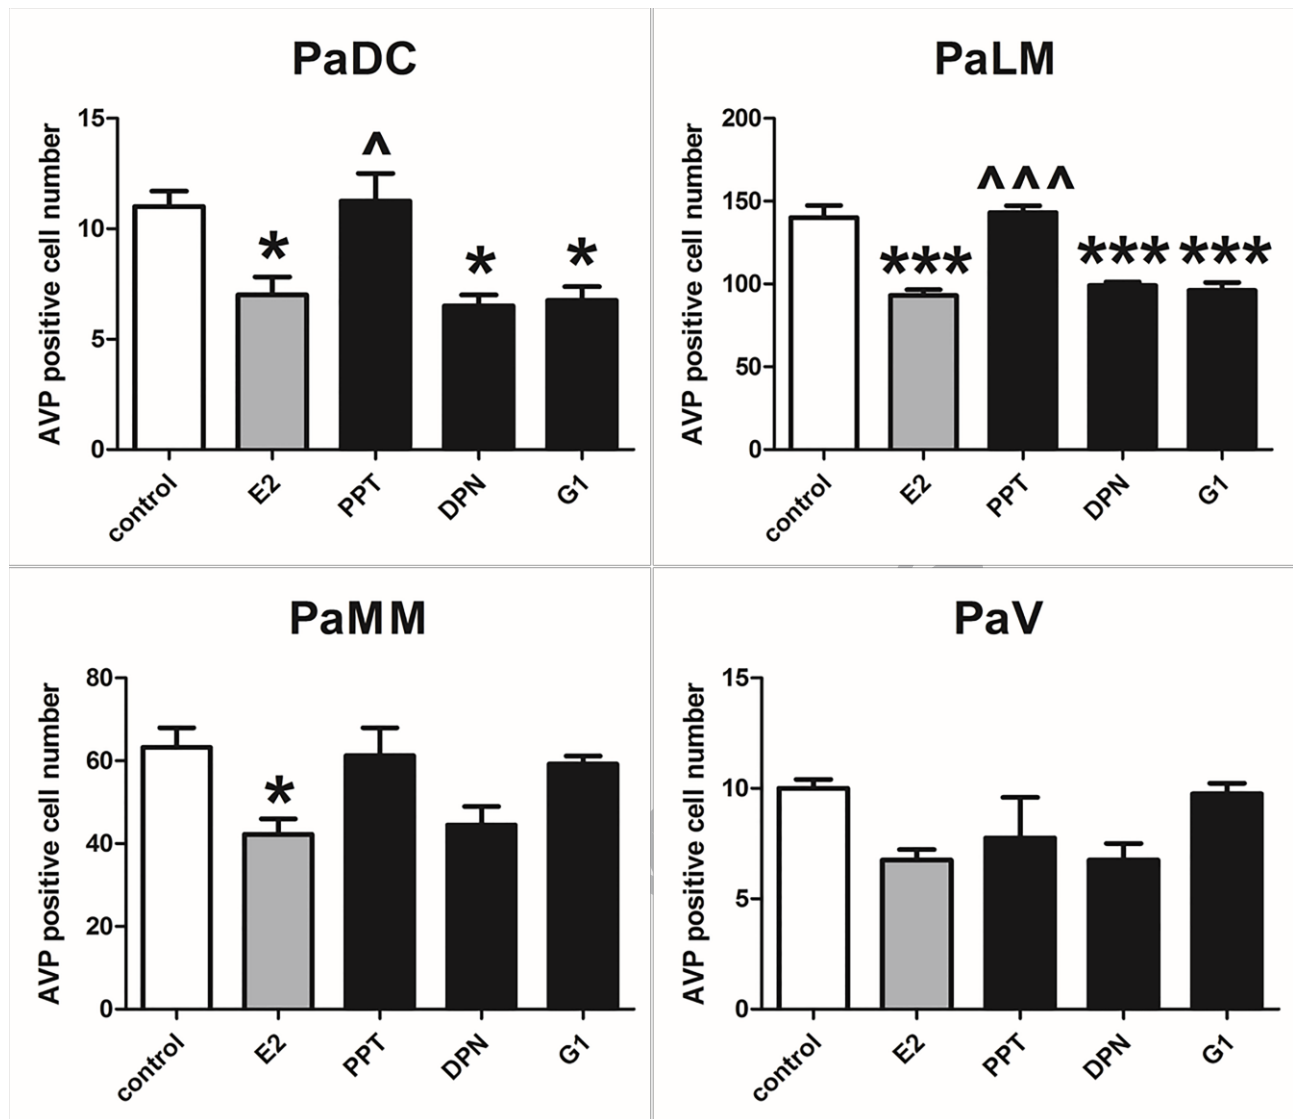 PaDC
AVP positive cell number
15
10
5
0
^
*
*
*
control
E2
PPT
DPN
G1
PaLM
AVP positive cell number
200
150
100
50
0
^^^
***
***
***
control
E2
PPT
DPN
G1
PaMM
AVP positive cell number
80
60
40
20
0
*
control
E2
PPT
DPN
G1
PaV
AVP positive cell number
15
10
5
0
control
E2
PPT
DPN
G1